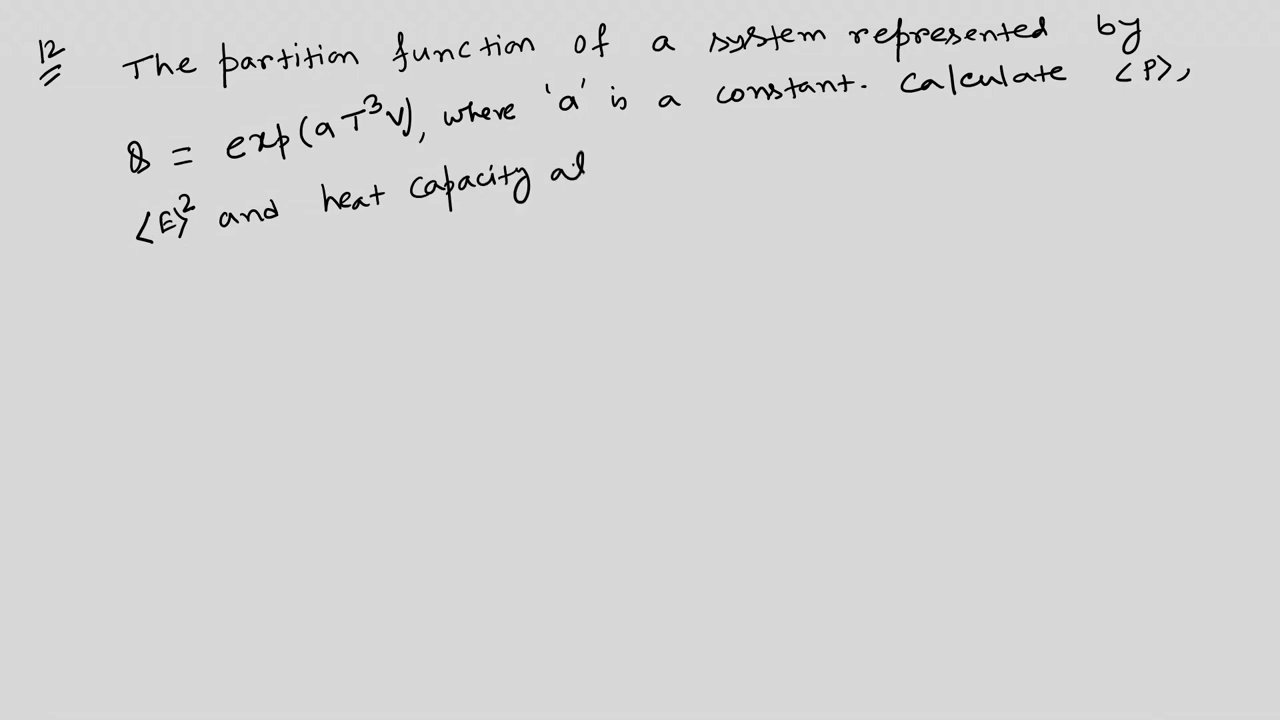 12 The partition function of a system represented by
Q = exp(aT³V), where 'a' is a constant. Calculate <P>,
<E>² and heat capacity at